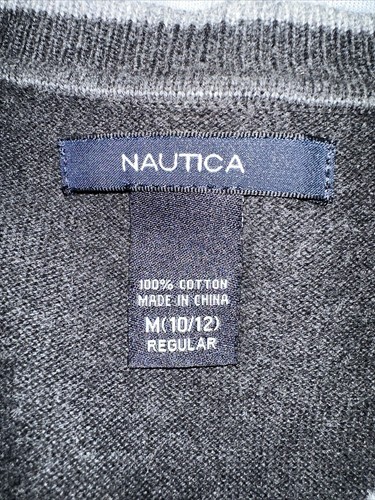 NAUTICA
100% COTTON
MADE IN CHINA
M(10/12)
REGULAR